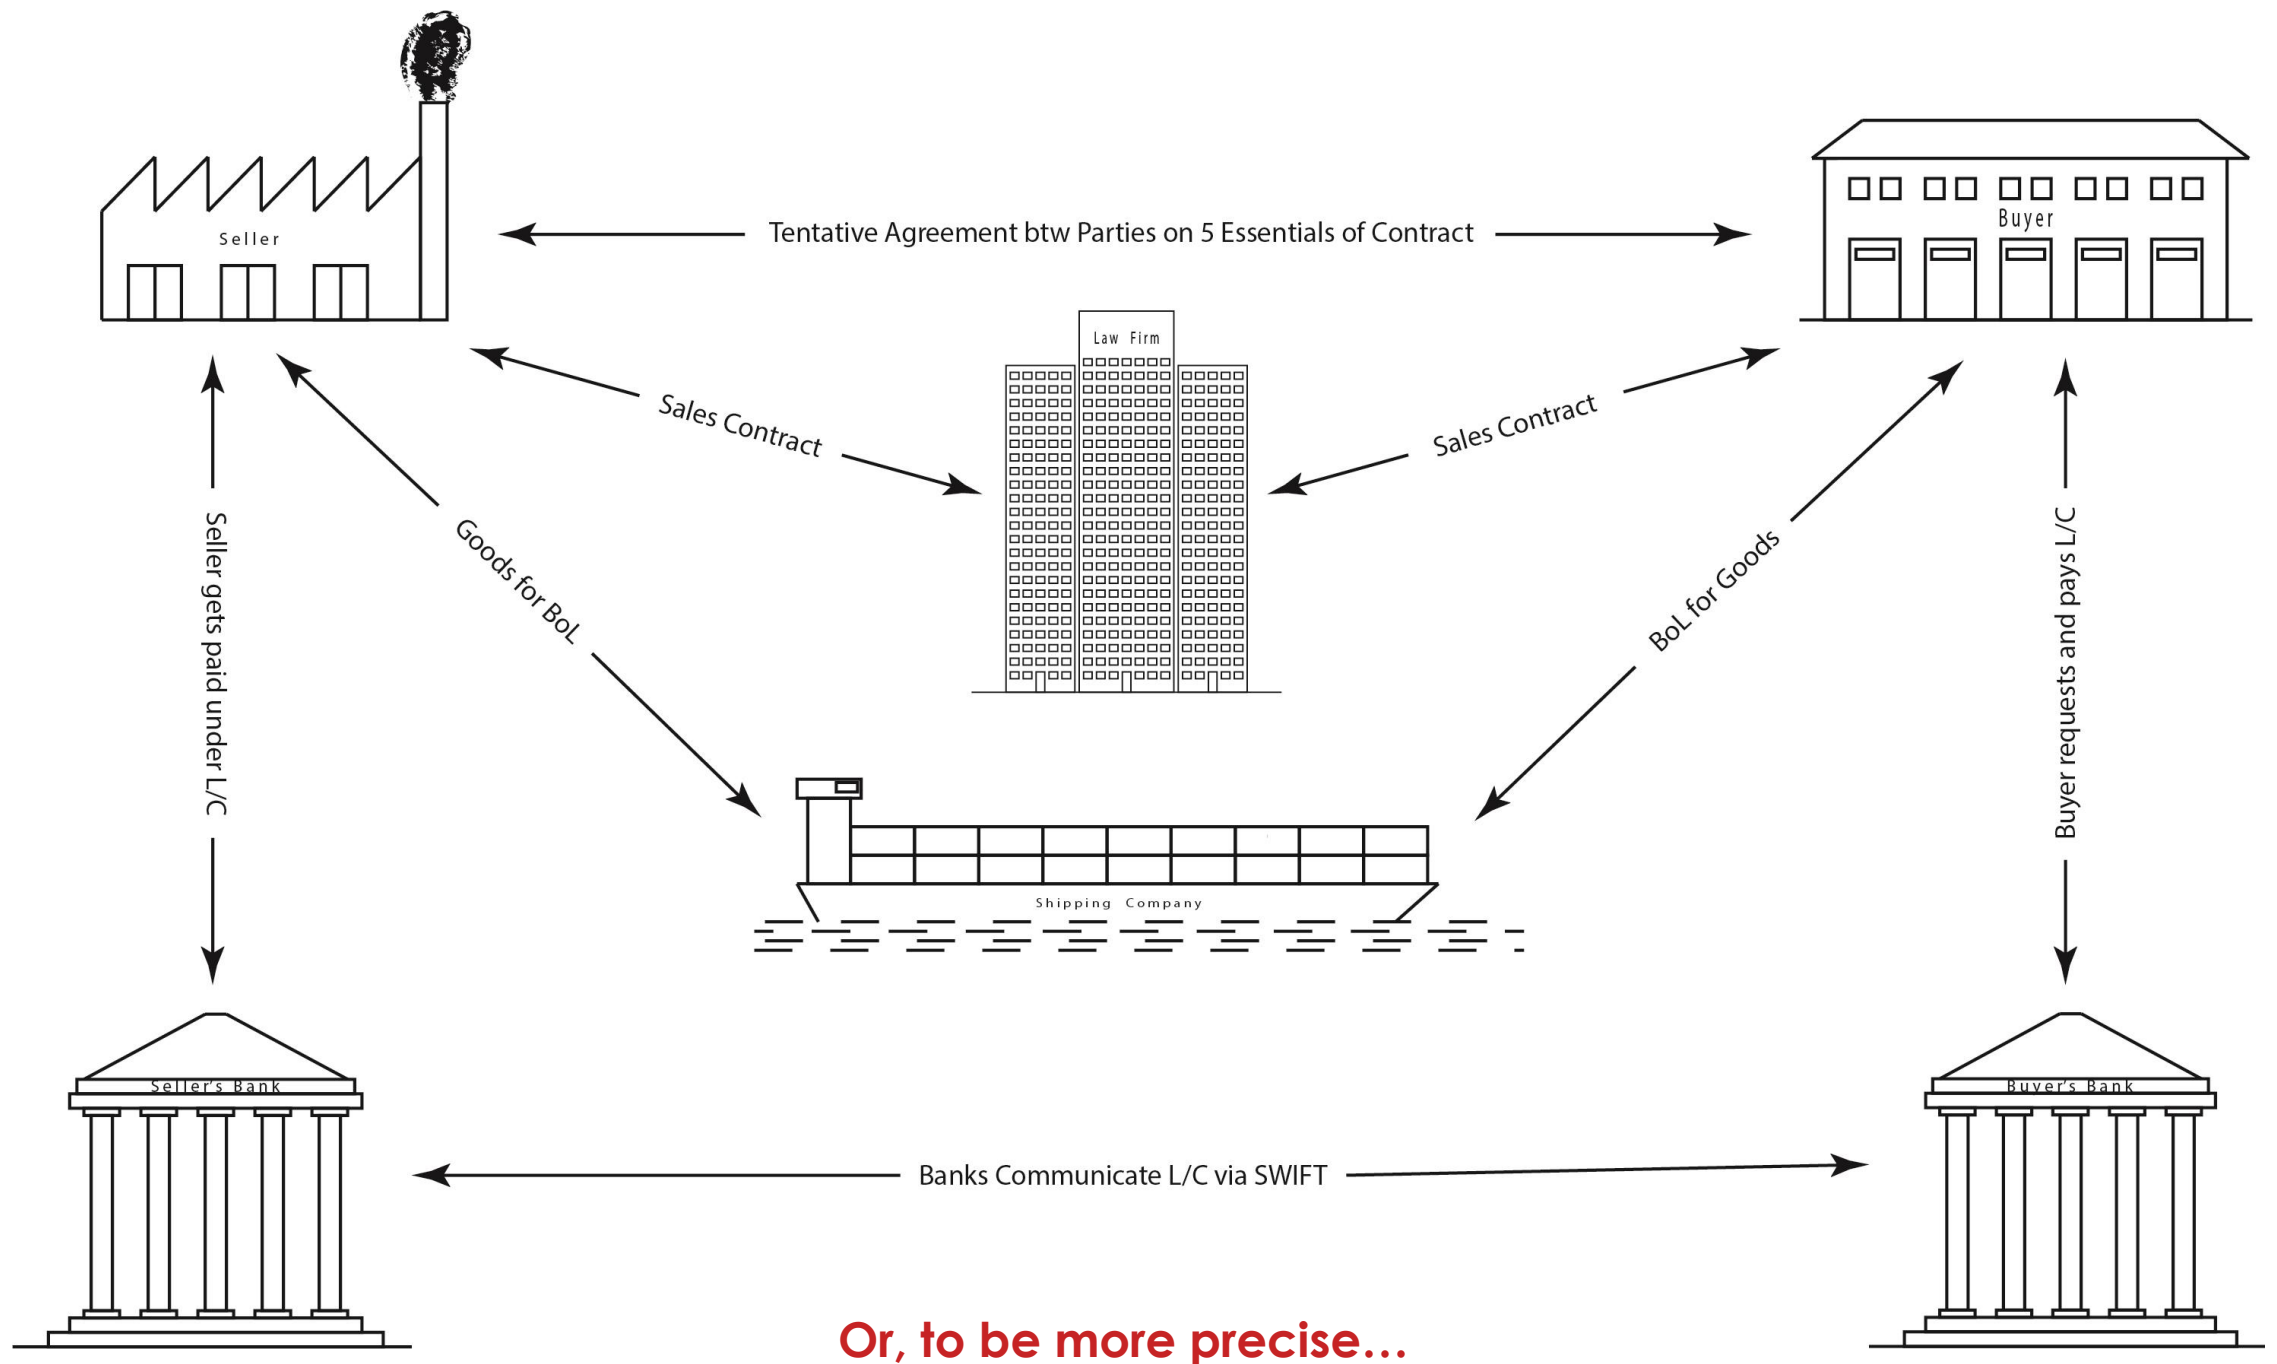 Seller
Tentative Agreement btw Parties on 5 Essentials of Contract
Buyer
Law Firm
Sales Contract
Sales Contract
Goods for BoL
BoL for Goods
Seller gets paid under L/C
Buyer requests and pays L/C
Shipping Company
Seller's Bank
Buyer's Bank
Banks Communicate L/C via SWIFT
Or, to be more precise...